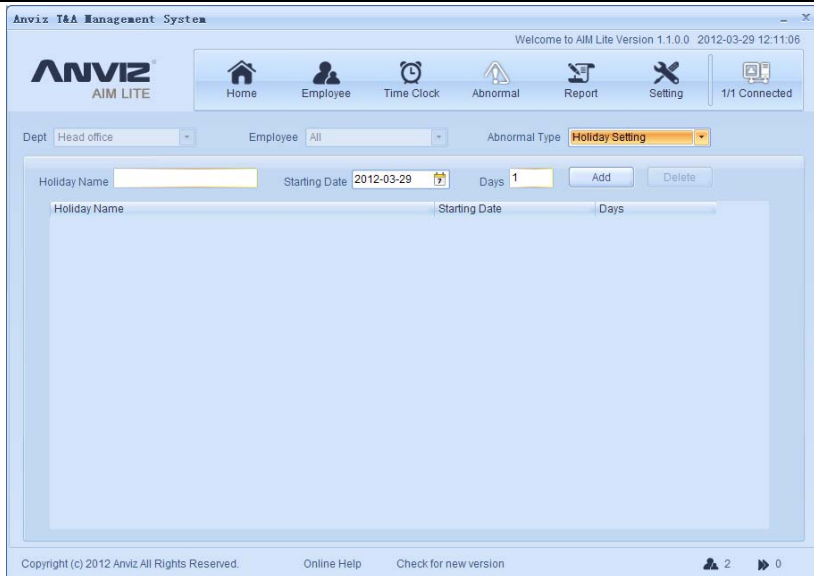 Anviz T&A Management System
Welcome to AIM Lite Version 1.1.0.0 2012-03-29 12:11:06
ANVIZ
AIM LITE
Home Employee Time Clock Abnormal Report Setting 1/1 Connected
Dept Head office Employee All Abnormal Type Holiday Setting
Holiday Name Starting Date 2012-03-29 Days 1 Add Delete
Holiday Name Starting Date Days
Copyright (c) 2012 Anviz All Rights Reserved. Online Help Check for new version 2 0